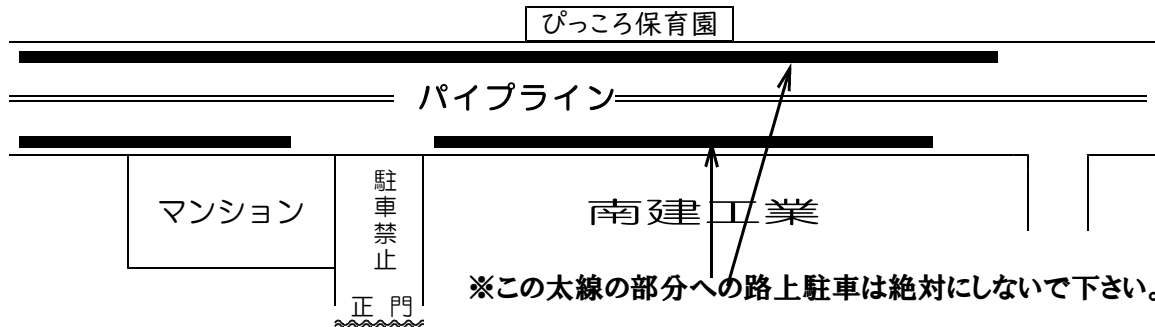 ぴっころ保育園
パイプライン
マンション
駐車禁止
南建工業
※この太線の部分への路上駐車は絶対にしないで下さい。
正門